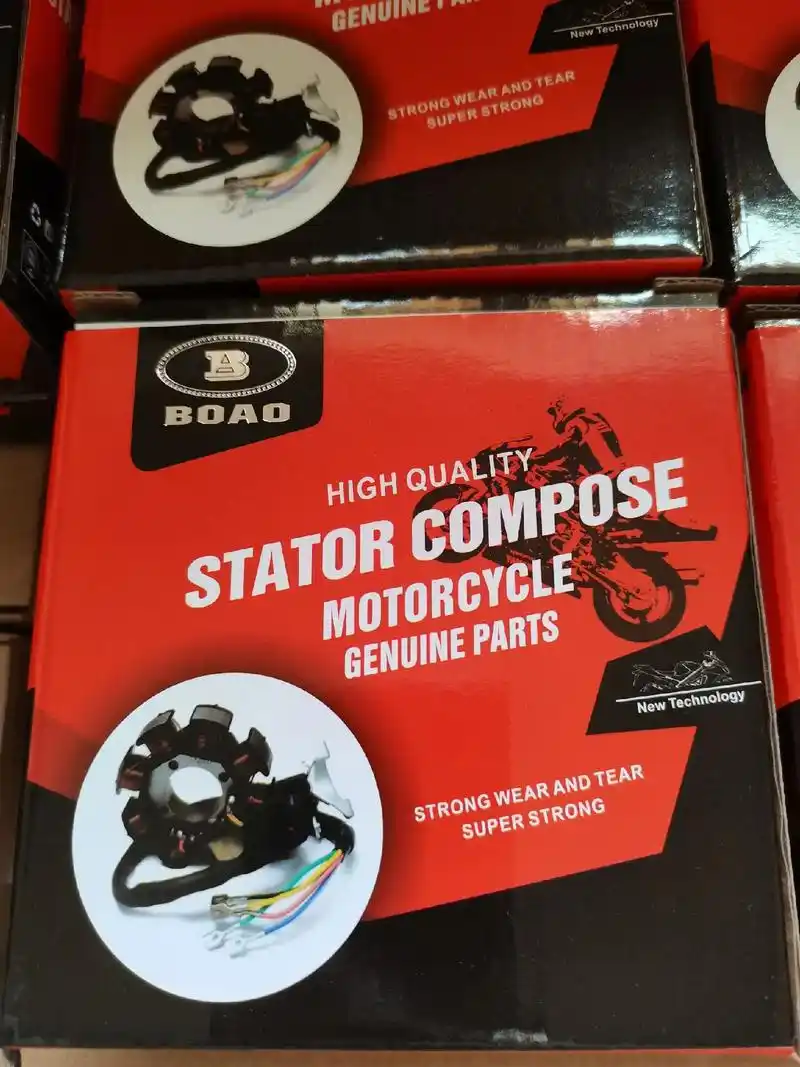 GENUINE
New Technology
STRONG WEAR AND TEAR
SUPER STRONG
B
BOAO
HIGH QUALITY
STATOR COMPOSE
MOTORCYCLE
GENUINE PARTS
New Technology
STRONG WEAR AND TEAR
SUPER STRONG